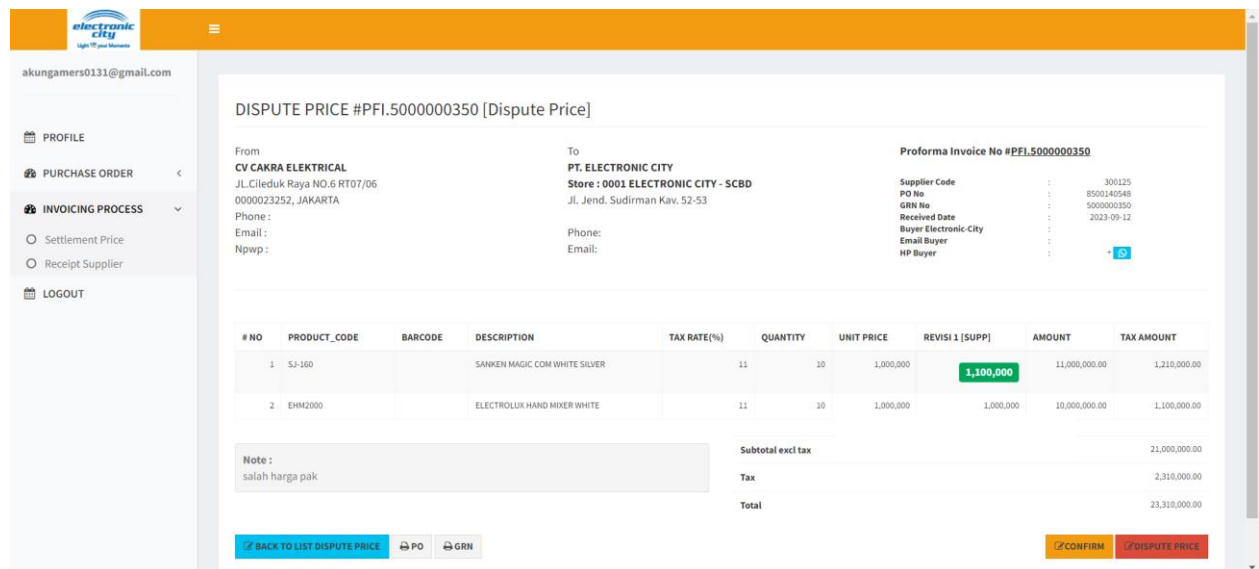 electronic
city
Light Up your Moments
akungamers0131@gmail.com
PROFILE
PURCHASE ORDER
INVOICING PROCESS
Settlement Price
Receipt Supplier
LOGOUT
DISPUTE PRICE #PFI.5000000350 [Dispute Price]
From
CV CAKRA ELEKTRICAL
JL.Cileduk Raya NO.6 RT07/06
0000023252, JAKARTA
Phone :
Email :
Npwp :
To
PT. ELECTRONIC CITY
Store : 0001 ELECTRONIC CITY - SCBD
Jl. Jend. Sudirman Kav. 52-53
Phone:
Email:
Proforma Invoice No #PFI.5000000350
Supplier Code : 300125
PO No : 8500140548
GRN No : 5000000350
Received Date : 2023-09-12
Buyer Electronic-City :
Email Buyer :
HP Buyer : +
# NO PRODUCT_CODE BARCODE DESCRIPTION TAX RATE(%) QUANTITY UNIT PRICE REVISI 1 [SUPP] AMOUNT TAX AMOUNT
1 SJ-160 SANKEN MAGIC COM WHITE SILVER 11 10 1,000,000 1,100,000 11,000,000.00 1,210,000.00
2 EHM2000 ELECTROLUX HAND MIXER WHITE 11 10 1,000,000 1,000,000 10,000,000.00 1,100,000.00
Note :
salah harga pak
Subtotal excl tax 21,000,000.00
Tax 2,310,000.00
Total 23,310,000.00
BACK TO LIST DISPUTE PRICE PO GRN CONFIRM DISPUTE PRICE